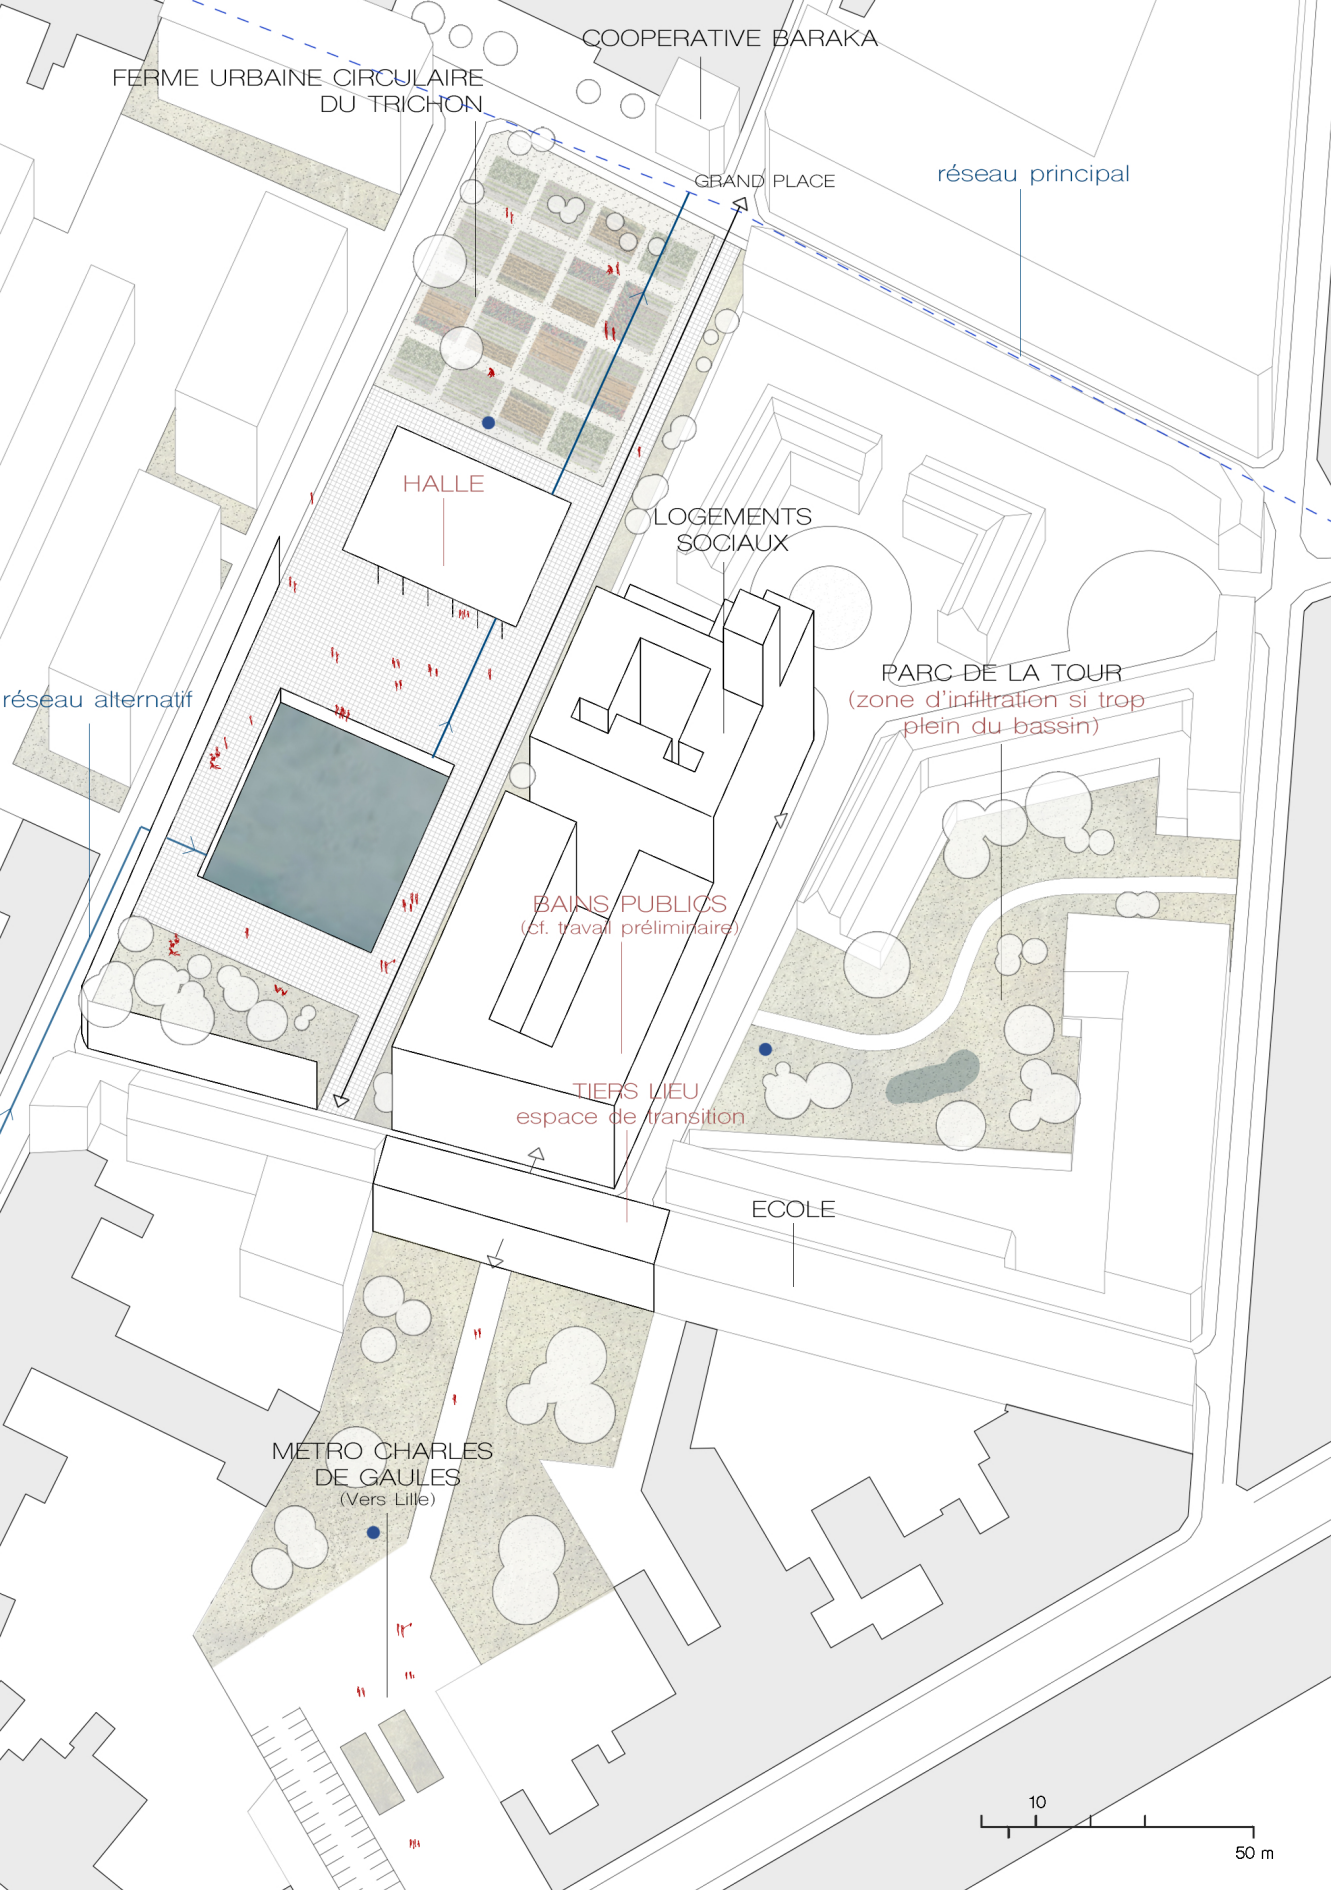 COOPERATIVE BARAKA
FERME URBAINE CIRCULAIRE
DU TRICHON
GRAND PLACE
réseau principal
HALLE
LOGEMENTS
SOCIAUX
PARC DE LA TOUR
(zone d'infiltration si trop
plein du bassin)
réseau alternatif
BAINS PUBLICS
(cf. travail préliminaire)
TIERS LIEU
espace de transition
ECOLE
METRO CHARLES
DE GAULES
(Vers Lille)
10
50 m